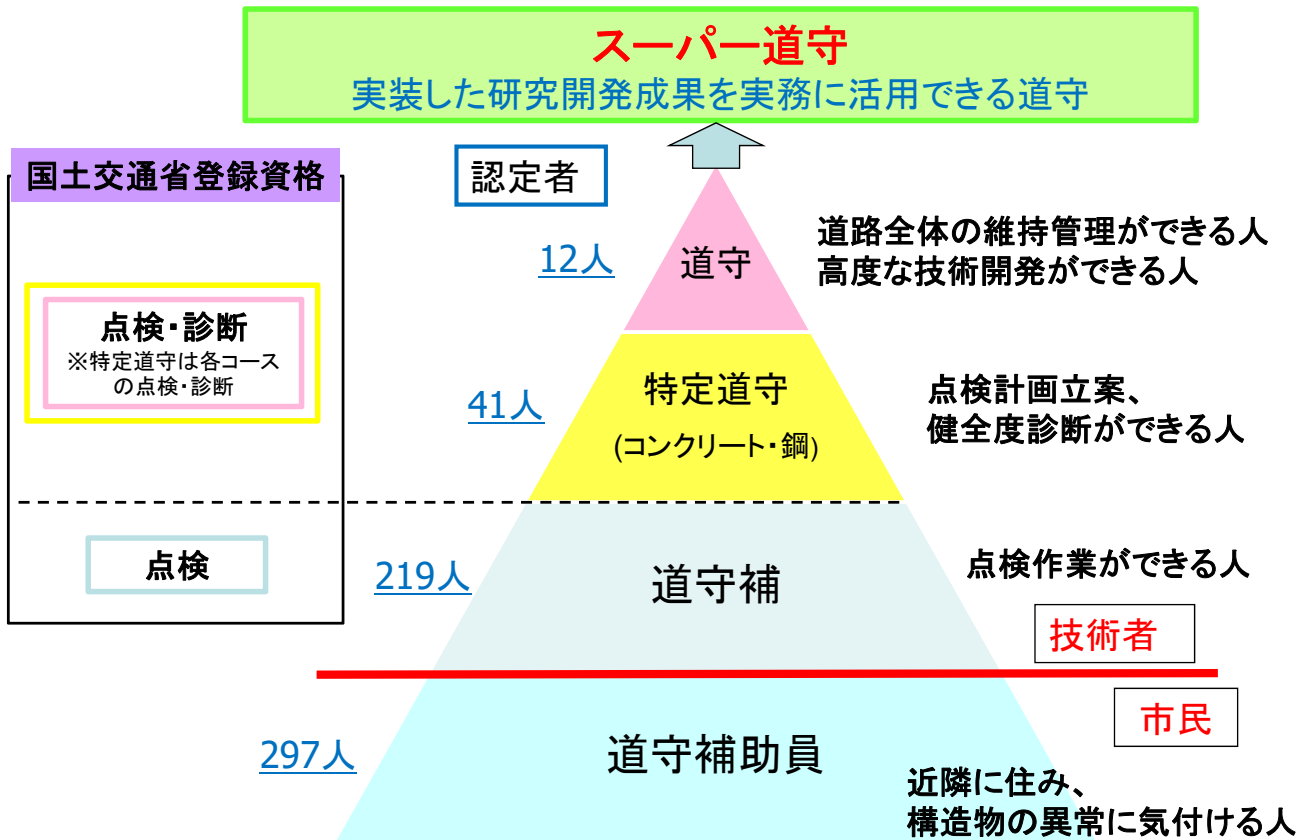 スーパー道守
実装した研究開発成果を実務に活用できる道守
国土交通省登録資格
認定者
12人
道守
道路全体の維持管理ができる人
高度な技術開発ができる人
点検・診断
※特定道守は各コース
の点検・診断
41人
特定道守
(コンクリート・鋼)
点検計画立案、
健全度診断ができる人
点検
219人
道守補
点検作業ができる人
技術者
市民
297人
道守補助員
近隣に住み、
構造物の異常に気付ける人